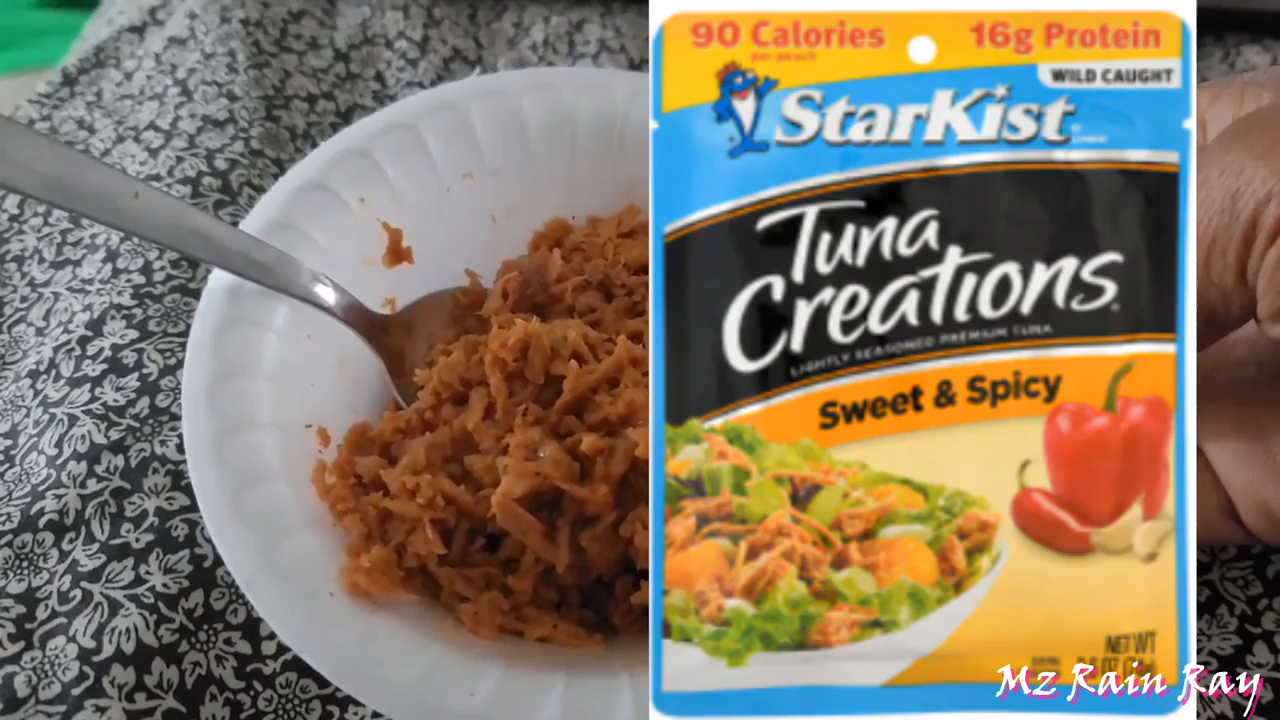 90 Calories
per pouch
16g Protein
WILD CAUGHT
StarKist
Tuna
Creations
LIGHTLY SEASONED PREMIUM TUNA
Sweet & Spicy
NET WT
Mz Rain Ray